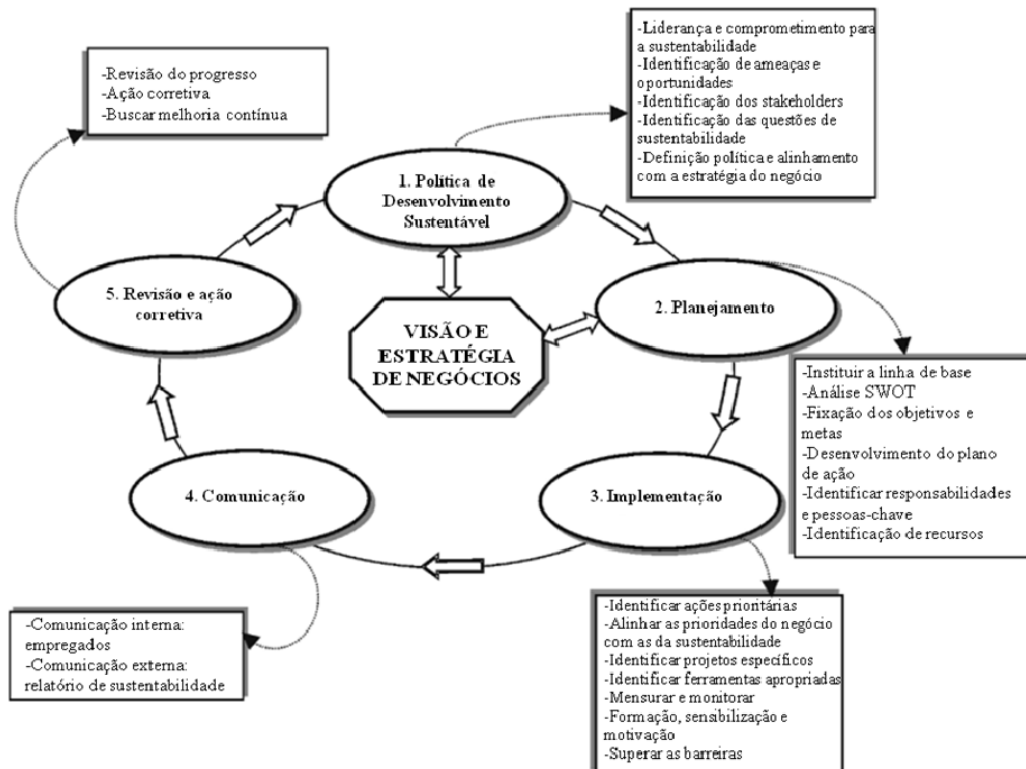 -Revisão do progresso
-Ação corretiva
-Buscar melhoria contínua
-Liderança e comprometimento para
a sustentabilidade
-Identificação de ameaças e
oportunidades
-Identificação dos stakeholders
-Identificação das questões de
sustentabilidade
-Definição política e alinhamento
com a estratégia do negócio
1. Política de
Desenvolvimento
Sustentável
5. Revisão e ação
corretiva
2. Planejamento
VISÃO E
ESTRATÉGIA
DE NEGÓCIOS
-Instituir a linha de base
-Análise SWOT
-Fixação dos objetivos e
metas
-Desenvolvimento do plano
de ação
-Identificar responsabilidades
e pessoas-chave
-Identificação de recursos
4. Comunicação
3. Implementação
-Comunicação interna:
empregados
-Comunicação externa:
relatório de sustentabilidade
-Identificar ações prioritárias
-Alinhar as prioridades do negócio
com as da sustentabilidade
-Identificar projetos específicos
-Identificar ferramentas apropriadas
-Mensurar e monitorar
-Formação, sensibilização e
motivação
-Superar as barreiras